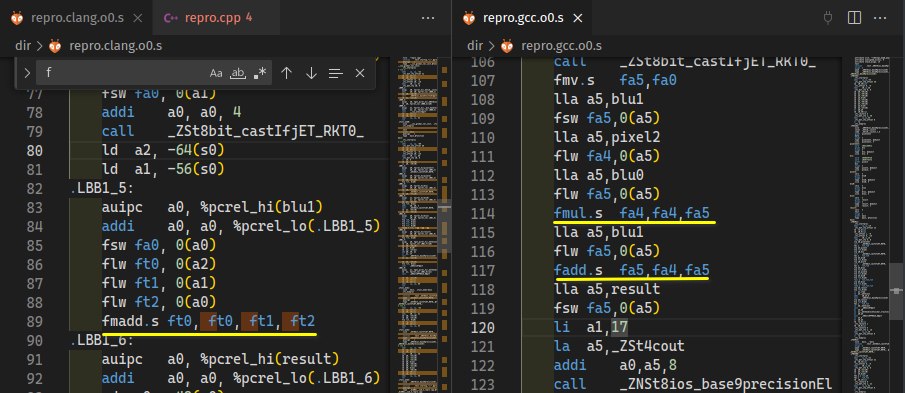 repro.clang.o0.s
repro.cpp 4
dir > repro.clang.o0.s
f
Aa ab .*
77 fsw fa0, 0(a1)
78 addi a0, a0, 4
79 call _ZSt8bit_castIfjET_RKT0_
80 ld a2, -64(s0)
81 ld a1, -56(s0)
82 .LBB1_5:
83 auipc a0, %pcrel_hi(blu1)
84 addi a0, a0, %pcrel_lo(.LBB1_5)
85 fsw fa0, 0(a0)
86 flw ft0, 0(a2)
87 flw ft1, 0(a1)
88 flw ft2, 0(a0)
89 fmadd.s ft0, ft0, ft1, ft2
90 .LBB1_6:
91 auipc a0, %pcrel_hi(result)
92 addi a0, a0, %pcrel_lo(.LBB1_6)
repro.gcc.o0.s
dir > repro.gcc.o0.s
106 call _ZSt8bit_castIfjET_RKT0_
107 fmv.s fa5,fa0
108 lla a5,blu1
109 fsw fa5,0(a5)
110 lla a5,pixel2
111 flw fa4,0(a5)
112 lla a5,blu0
113 flw fa5,0(a5)
114 fmul.s fa4,fa4,fa5
115 lla a5,blu1
116 flw fa5,0(a5)
117 fadd.s fa5,fa4,fa5
118 lla a5,result
119 fsw fa5,0(a5)
120 li a1,17
121 la a5,_ZSt4cout
122 addi a0,a5,8
123 call _ZNSt8ios_base9precisionEl